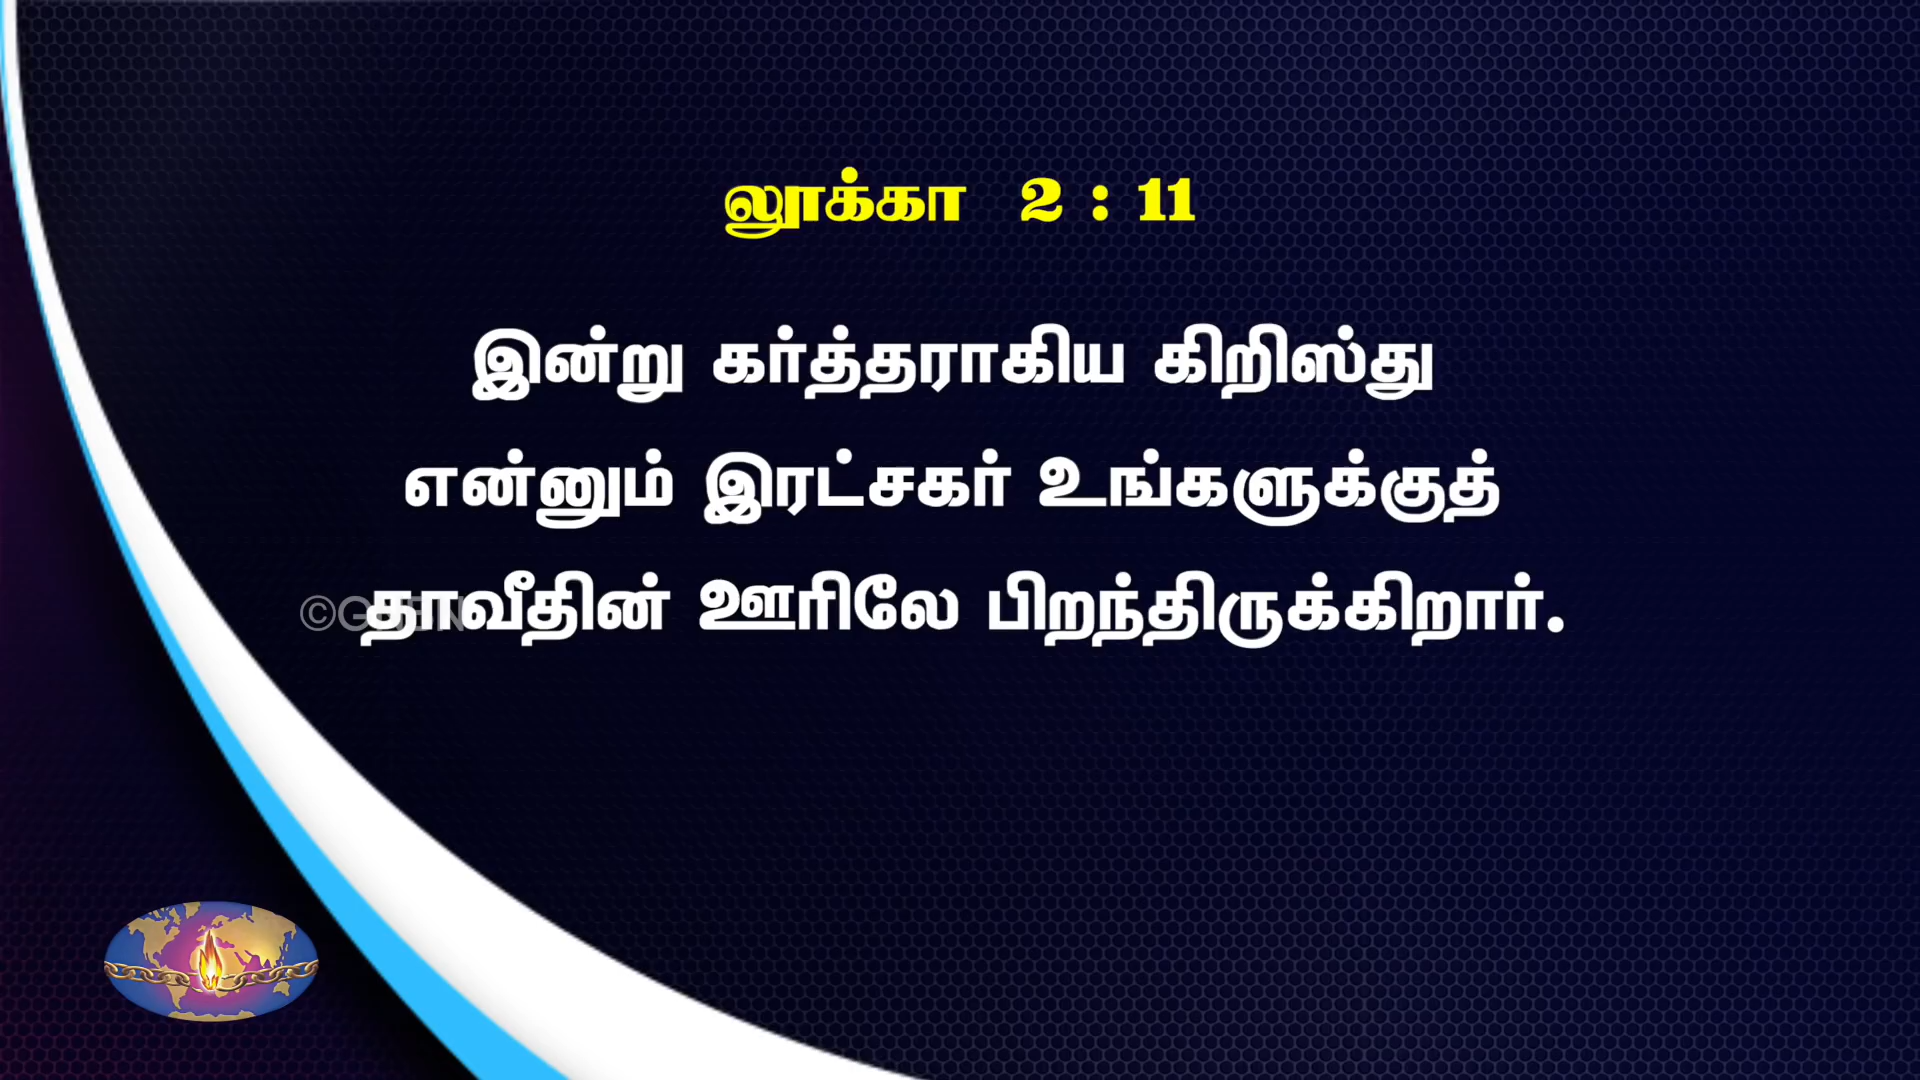 லூக்கா 2 : 11
இன்று கர்த்தராகிய கிறிஸ்து
என்னும் இரட்சகர் உங்களுக்குத்
தாவீதின் ஊரிலே பிறந்திருக்கிறார்.